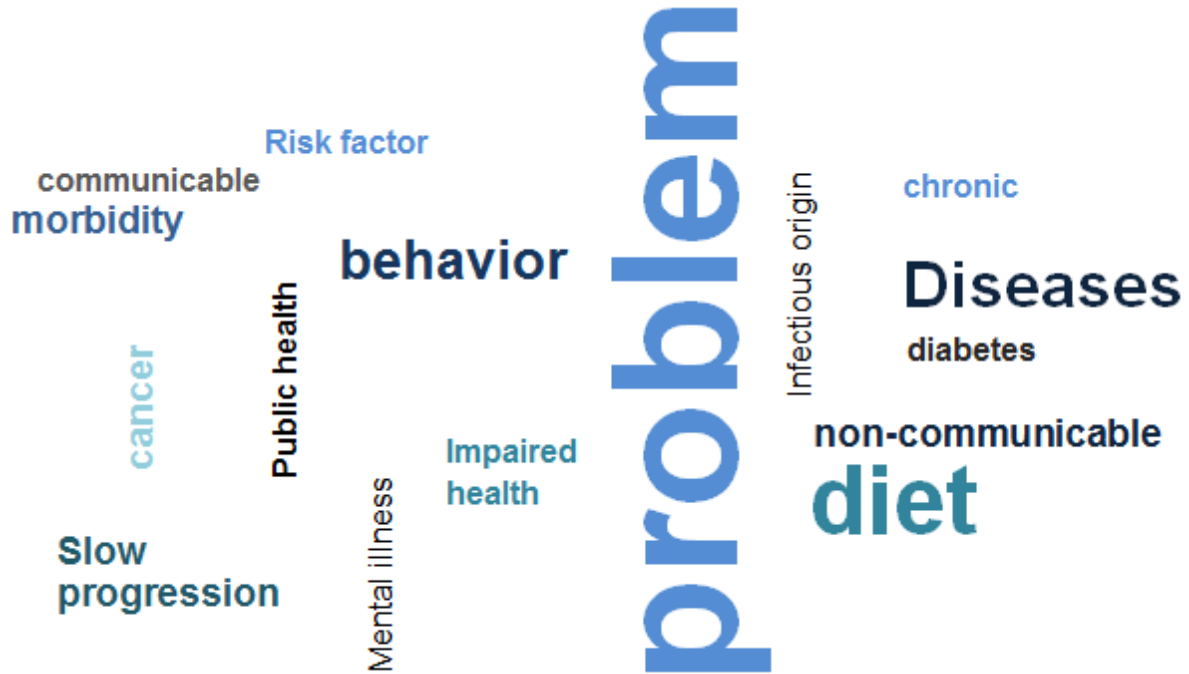 Risk factor
communicable
morbidity
behavior
Public health
cancer
Impaired
health
Slow
progression
Mental illness
problem
Infectious origin
chronic
Diseases
diabetes
non-communicable
diet